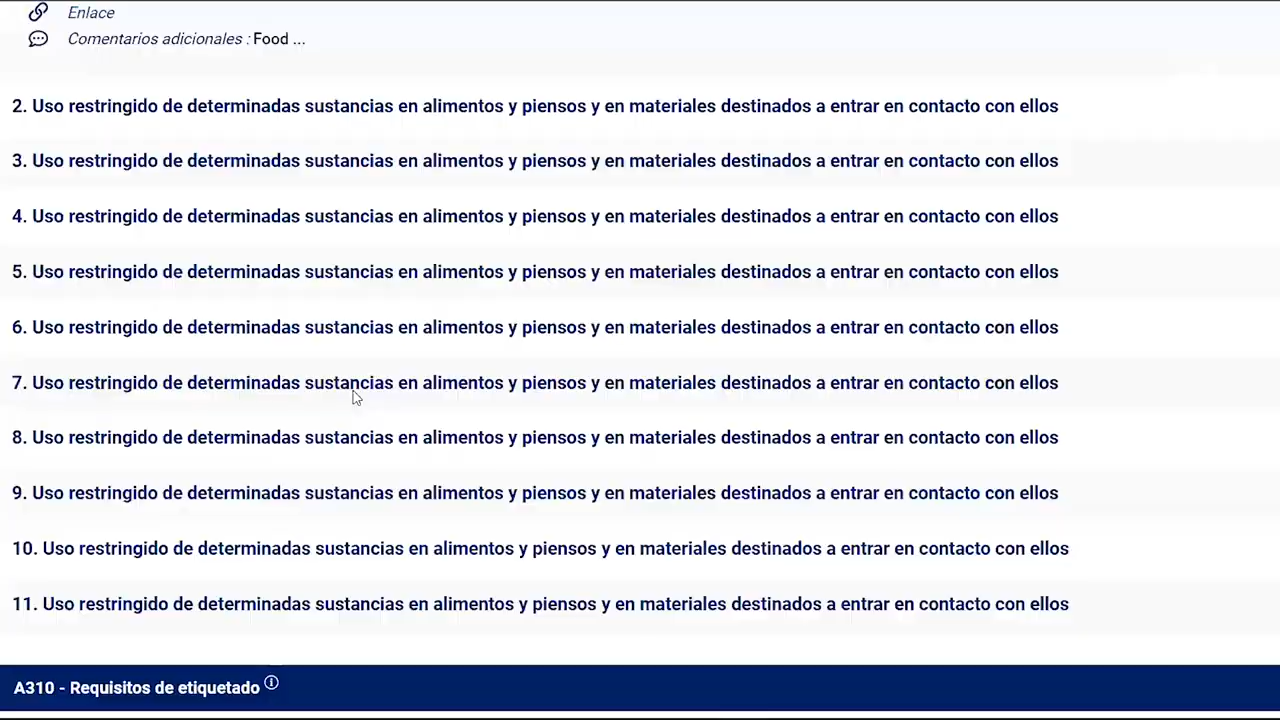 Enlace
Comentarios adicionales : Food ...
2. Uso restringido de determinadas sustancias en alimentos y piensos y en materiales destinados a entrar en contacto con ellos
3. Uso restringido de determinadas sustancias en alimentos y piensos y en materiales destinados a entrar en contacto con ellos
4. Uso restringido de determinadas sustancias en alimentos y piensos y en materiales destinados a entrar en contacto con ellos
5. Uso restringido de determinadas sustancias en alimentos y piensos y en materiales destinados a entrar en contacto con ellos
6. Uso restringido de determinadas sustancias en alimentos y piensos y en materiales destinados a entrar en contacto con ellos
7. Uso restringido de determinadas sustancias en alimentos y piensos y en materiales destinados a entrar en contacto con ellos
8. Uso restringido de determinadas sustancias en alimentos y piensos y en materiales destinados a entrar en contacto con ellos
9. Uso restringido de determinadas sustancias en alimentos y piensos y en materiales destinados a entrar en contacto con ellos
10. Uso restringido de determinadas sustancias en alimentos y piensos y en materiales destinados a entrar en contacto con ellos
11. Uso restringido de determinadas sustancias en alimentos y piensos y en materiales destinados a entrar en contacto con ellos
A310 - Requisitos de etiquetado